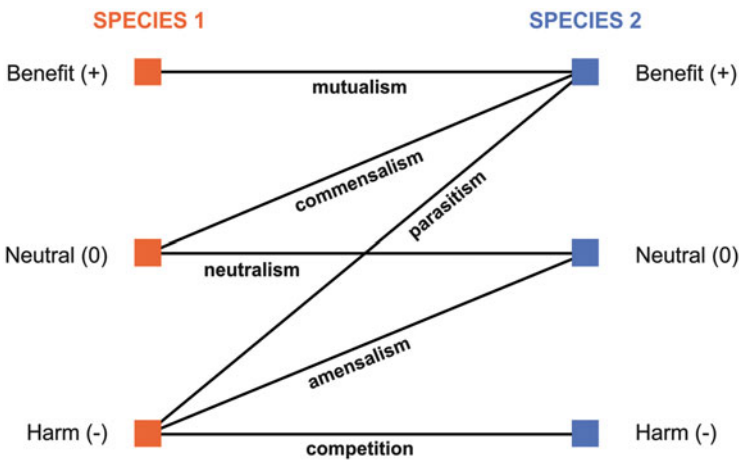 SPECIES 1
SPECIES 2
Benefit (+)
Benefit (+)
mutualism
commensalism
parasitism
Neutral (0)
Neutral (0)
neutralism
amensalism
Harm (-)
Harm (-)
competition